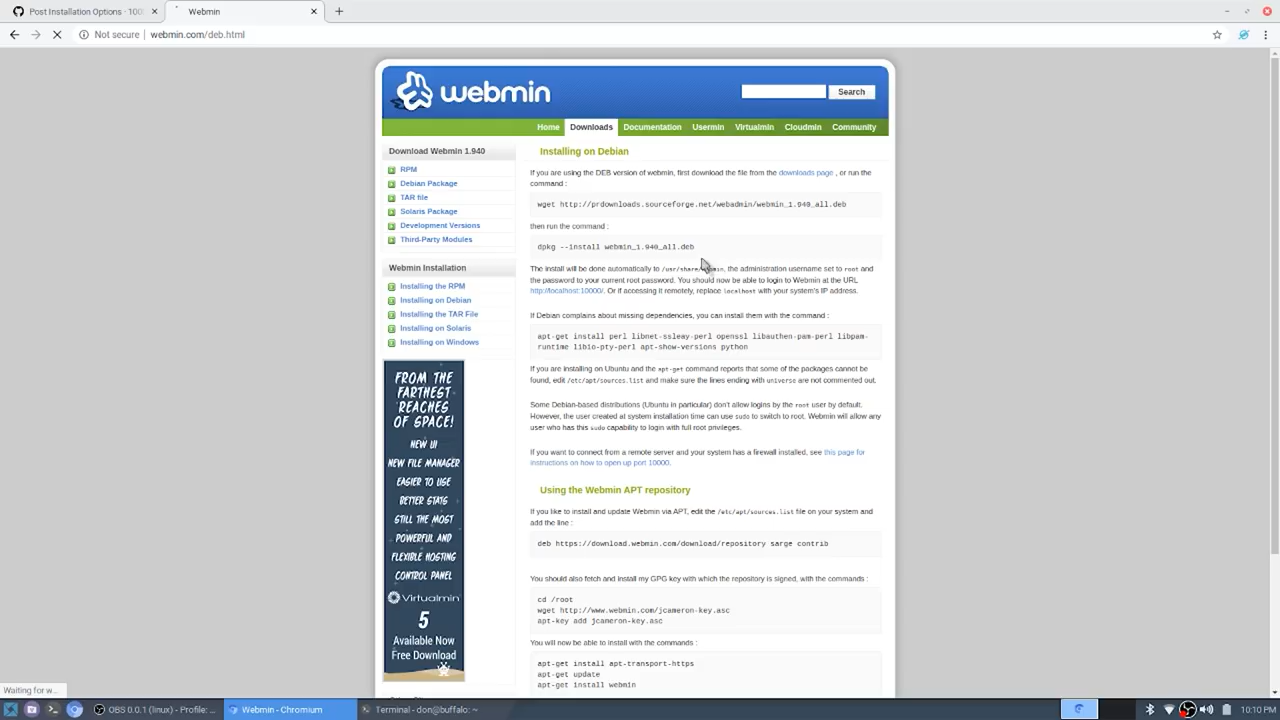 Post Installation Options - 100
Webmin
Not secure
webmin.com/deb.html
webmin
Search
Home
Downloads
Documentation
Usermin
Virtualmin
Cloudmin
Community
Download Webmin 1.940
RPM
Debian Package
TAR file
Solaris Package
Development Versions
Third-Party Modules
Webmin Installation
Installing the RPM
Installing on Debian
Installing the TAR File
Installing on Solaris
Installing on Windows
FROM THE
FARTHEST
REACHES
OF SPACE!
NEW UI
NEW FILE MANAGER
EASIER TO USE
BETTER STATS
STILL THE MOST
POWERFUL AND
FLEXIBLE HOSTING
CONTROL PANEL
Virtualmin
5
Available Now
Free Download
Installing on Debian
If you are using the DEB version of webmin, first download the file from the downloads page , or run the
command :
wget http://prdownloads.sourceforge.net/webadmin/webmin_1.940_all.deb
then run the command :
dpkg --install webmin_1.940_all.deb
The install will be done automatically to /usr/share/webmin, the administration username set to root and
the password to your current root password. You should now be able to login to Webmin at the URL
http://localhost:10000/. Or if accessing it remotely, replace localhost with your system's IP address.
If Debian complains about missing dependencies, you can install them with the command :
apt-get install perl libnet-ssleay-perl openssl libauthen-pam-perl libpam-
runtime libio-pty-perl apt-show-versions python
If you are installing on Ubuntu and the apt-get command reports that some of the packages cannot be
found, edit /etc/apt/sources.list and make sure the lines ending with universe are not commented out.
Some Debian-based distributions (Ubuntu in particular) don't allow logins by the root user by default.
However, the user created at system installation time can use sudo to switch to root. Webmin will allow any
user who has this sudo capability to login with full root privileges.
If you want to connect from a remote server and your system has a firewall installed, see this page for
instructions on how to open up port 10000.
Using the Webmin APT repository
If you like to install and update Webmin via APT, edit the /etc/apt/sources.list file on your system and
add the line :
deb https://download.webmin.com/download/repository sarge contrib
You should also fetch and install my GPG key with which the repository is signed, with the commands :
cd /root
wget http://www.webmin.com/jcameron-key.asc
apt-key add jcameron-key.asc
You will now be able to install with the commands :
apt-get install apt-transport-https
apt-get update
apt-get install webmin
Waiting for w...
OBS 0.0.1 (linux) - Profile: ...
Webmin - Chromium
Terminal - don@buffalo: ~
10:10 PM